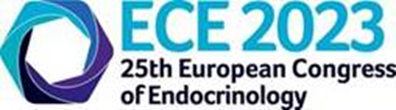 ECE 2023
25th European Congress
of Endocrinology